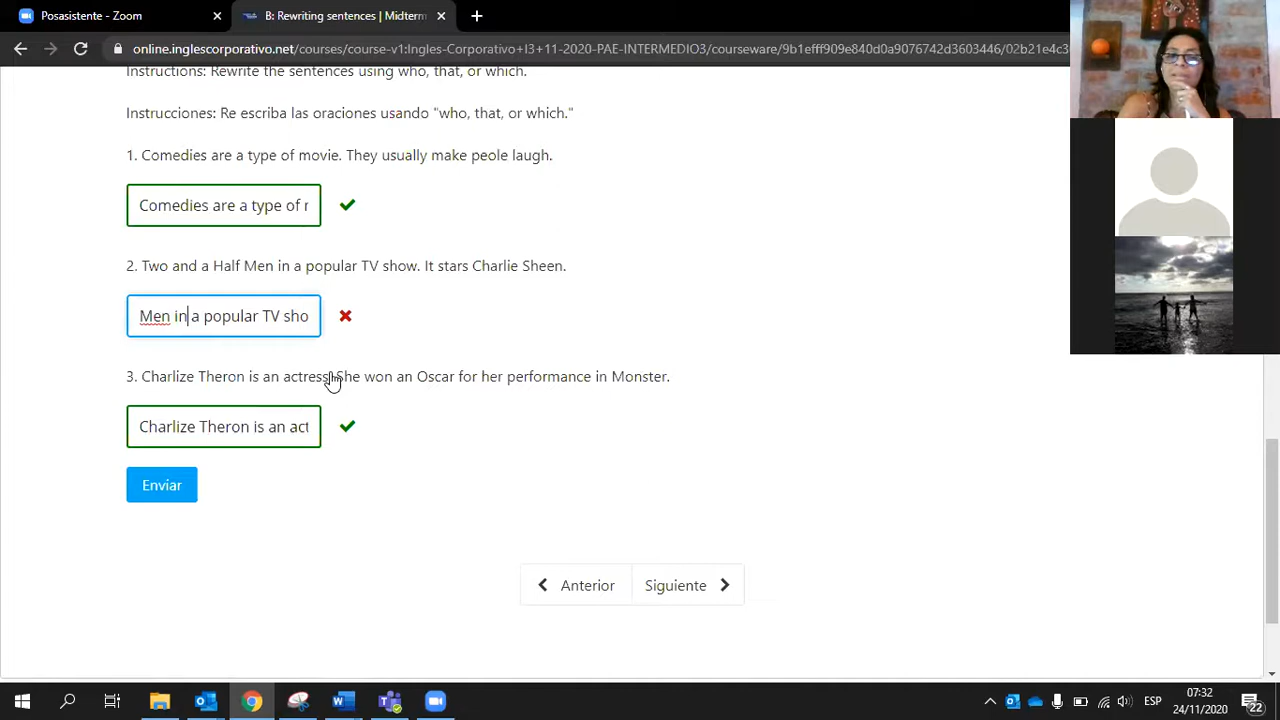 Posasistente - Zoom
B: Rewriting sentences | Midterm
online.inglescorporativo.net/courses/course-v1:Ingles-Corporativo+I3+11-2020-PAE-INTERMEDIO3/courseware/9b1efff909e840d0a9076742d3603446/02b21e4c3
Instructions: Rewrite the sentences using who, that, or which.
Instrucciones: Re escriba las oraciones usando "who, that, or which."
1. Comedies are a type of movie. They usually make peole laugh.
Comedies are a type of
2. Two and a Half Men in a popular TV show. It stars Charlie Sheen.
Men in a popular TV sho
3. Charlize Theron is an actress. She won an Oscar for her performance in Monster.
Charlize Theron is an act
Enviar
Anterior Siguiente
ESP
07:32
24/11/2020
22